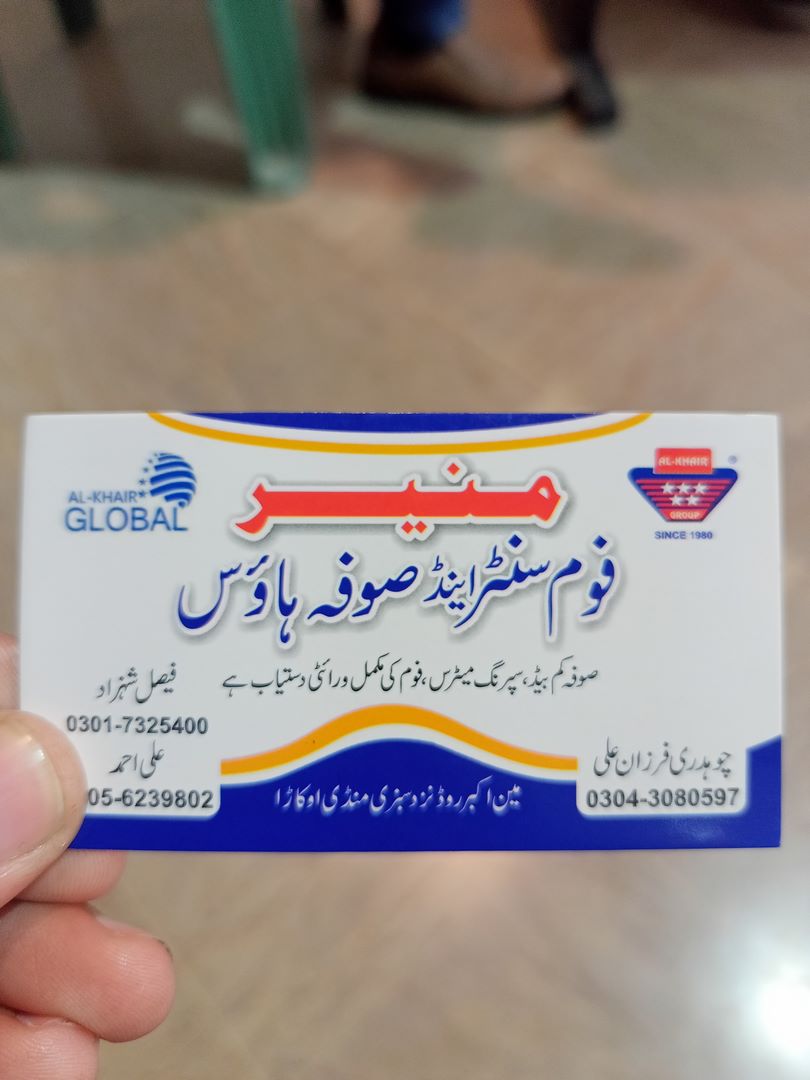 AL-KHAIR
GLOBAL
AL-KHAIR
GROUP
SINCE 1980
منیر
فوم سنٹر اینڈ صوفہ ہاؤس
صوفہ کم بیڈ، سپرنگ میٹرس، فوم کی مکمل ورائٹی دستیاب ہے
فیصل شہزاد
0301-7325400
علی احمد
05-6239802
چوہدری فرزان علی
0304-3080597
مین اکبر روڈ نزد سبزی منڈی اوکاڑا